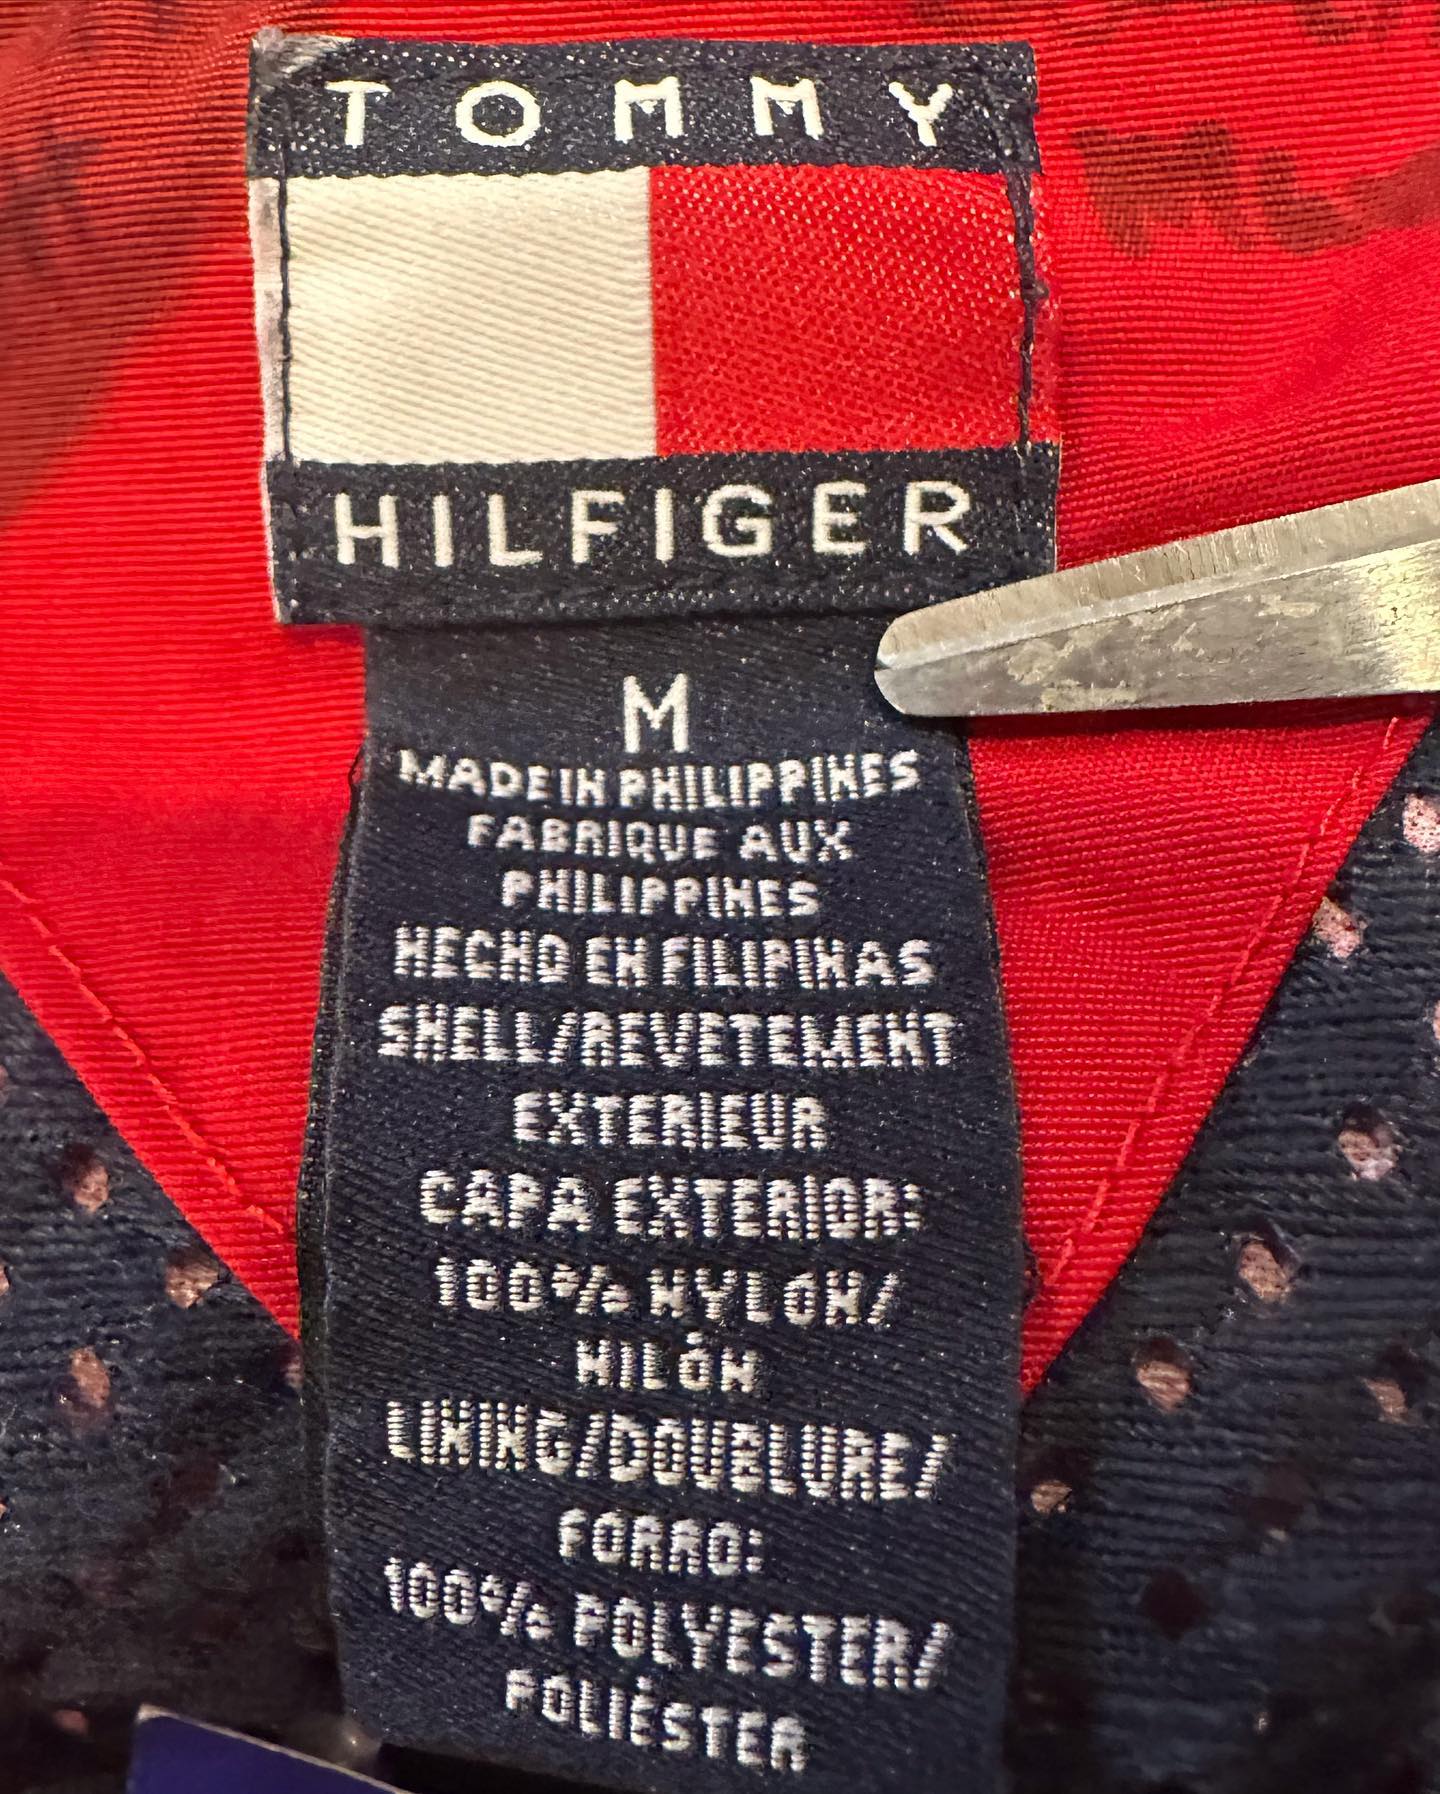 TOMMY
HILFIGER
M
MADE IN PHILIPPINES
FABRIQUE AUX
PHILIPPINES
HECHO EN FILIPINAS
SHELL/REVETEMENT
EXTERIEUR
CAPA EXTERIOR:
100% NYLON/
NILÓN
LINING/DOUBLURE/
FORRO:
100% POLYESTER/
POLIÉSTER